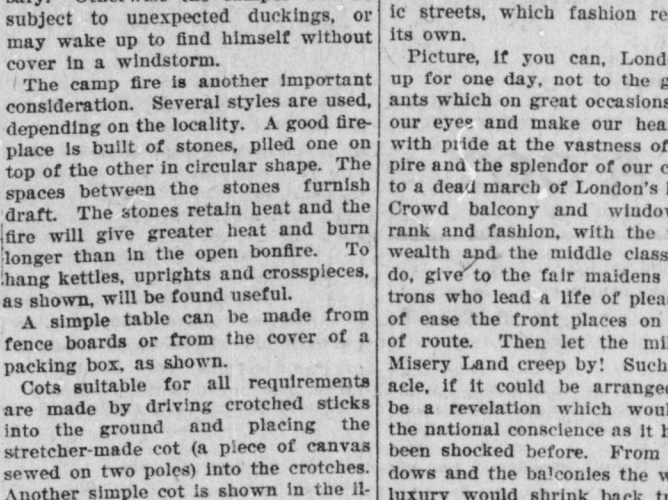 subject to unexpected duckings, or
may wake up to find himself without
cover in a windstorm.
The camp fire is another important
consideration. Several styles are used,
depending on the locality. A good fire-
place is built of stones, piled one on
top of the other in circular shape. The
spaces between the stones furnish
draft. The stones retain heat and the
fire will give greater heat and burn
longer than in the open bonfire. To
hang kettles, uprights and crosspieces,
as shown, will be found useful.
A simple table can be made from
fence boards or from the cover of a
packing box, as shown.
Cots suitable for all requirements
are made by driving crotched sticks
into the ground and placing the
stretcher-made cot (a piece of canvas
sewed on two poles) into the crotches.
Another simple cot is shown in the il-
ic streets, which fashion
its own.
Picture, if you can,
up for one day, not to the
ants which on great occasions
our eyes and make our
with pride at the vastness of
pire and the splendor of our
to a dead march of London's
Crowd balcony and
rank and fashion, with the
wealth and the middle class
do, give to the fair maidens
trons who lead a life of
of ease the front places on
of route. Then let the
Misery Land creep by! Such
acle, if it could be
be a revelation which
the national conscience as it
been shocked before. From
dows and the balconies the
luxury would shrink back